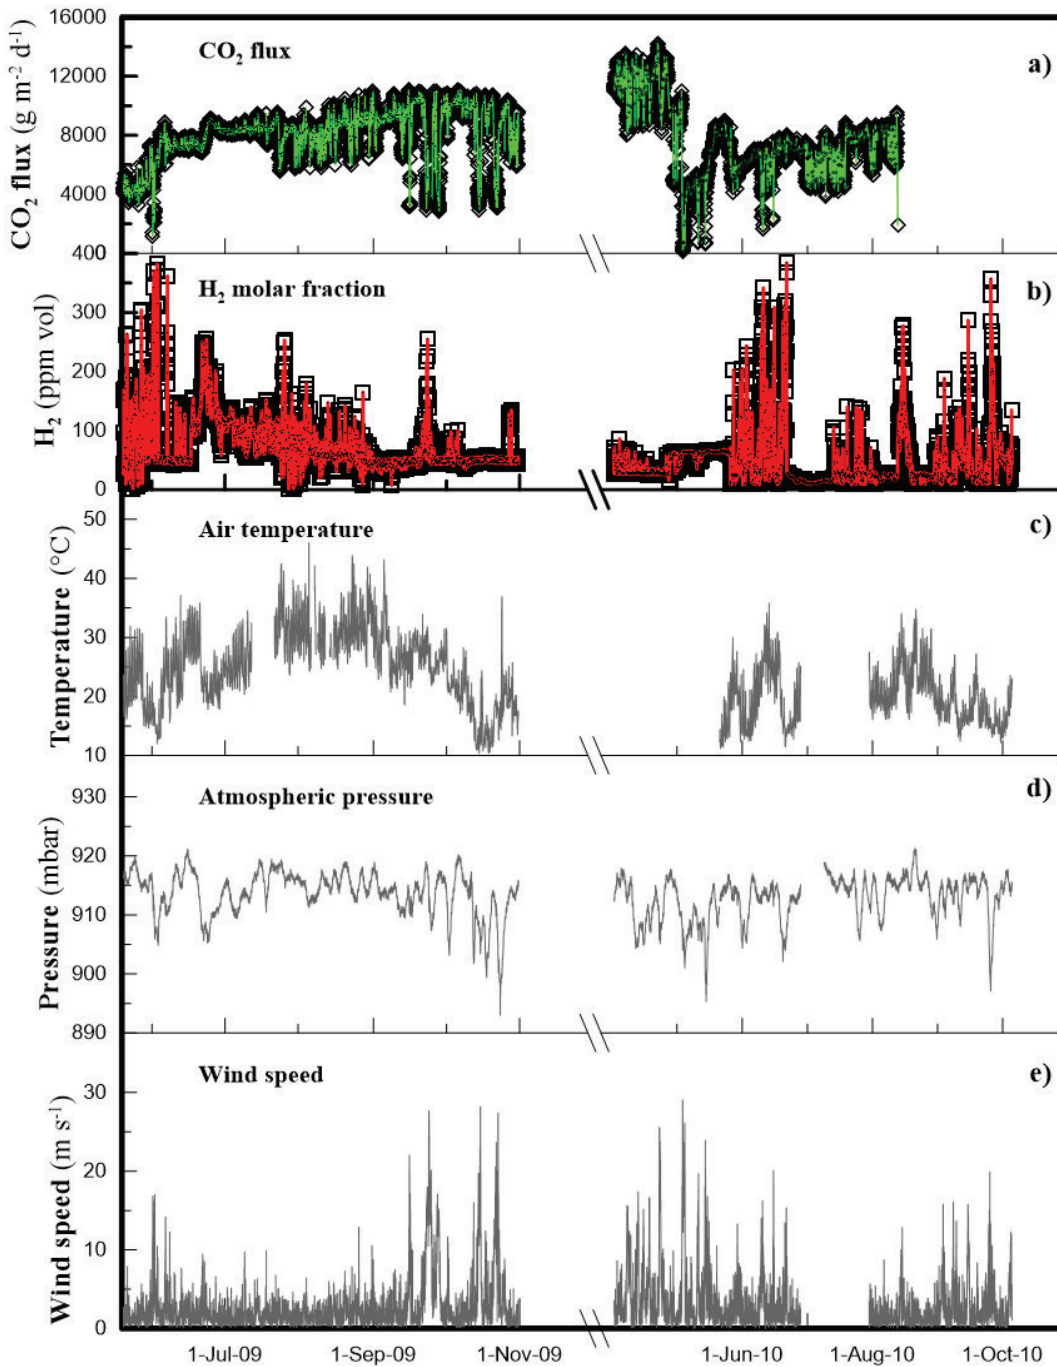 16000
12000
8000
4000
CO₂ flux (g m⁻² d⁻¹)
CO₂ flux
a)
400
300
200
100
0
H₂ (ppm vol)
H₂ molar fraction
b)
50
40
30
20
10
Temperature (°C)
Air temperature
c)
930
920
910
900
890
Pressure (mbar)
Atmospheric pressure
d)
30
20
10
0
Wind speed (m s⁻¹)
Wind speed
e)
1-Jul-09 1-Sep-09 1-Nov-09 1-Jun-10 1-Aug-10 1-Oct-10